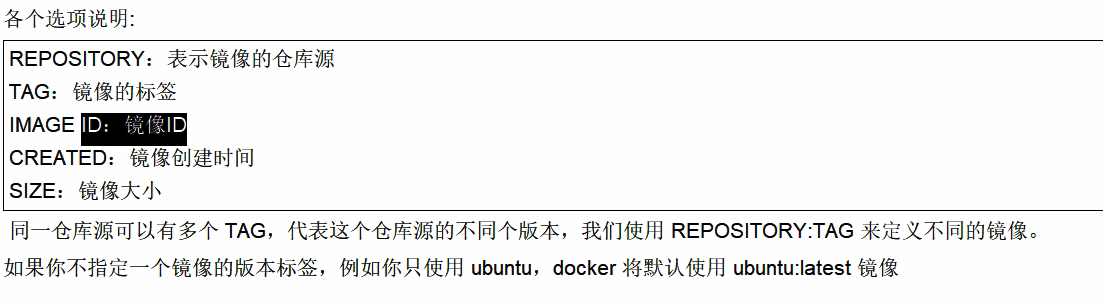 各个选项说明:
REPOSITORY：表示镜像的仓库源
TAG：镜像的标签
IMAGE ID：镜像ID
CREATED：镜像创建时间
SIZE：镜像大小
同一仓库源可以有多个 TAG，代表这个仓库源的不同个版本，我们使用 REPOSITORY:TAG 来定义不同的镜像。
如果你不指定一个镜像的版本标签，例如你只使用 ubuntu，docker 将默认使用 ubuntu:latest 镜像